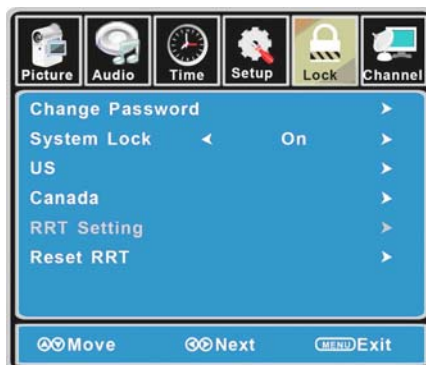 Picture Audio Time Setup Lock Channel
Change Password
System Lock On
US
Canada
RRT Setting
Reset RRT
Move Next MENU Exit